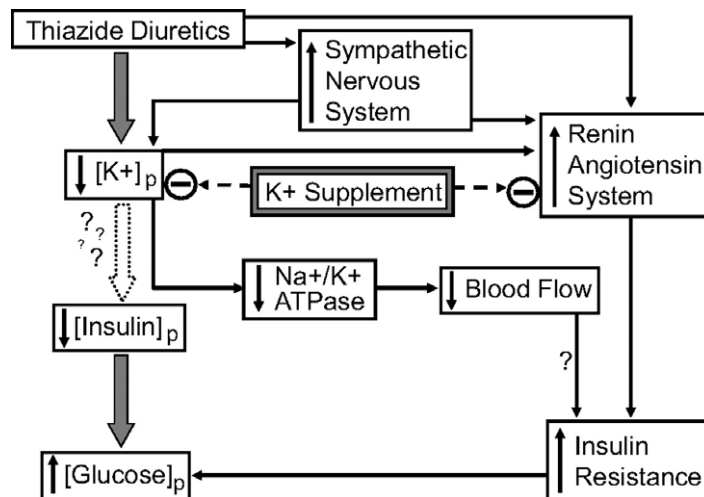 Thiazide Diuretics
Sympathetic
Nervous
System
Renin
Angiotensin
System
[K+]p
K+ Supplement
? ?
? ?
Na+/K+
ATPase
Blood Flow
[Insulin]p
?
[Glucose]p
Insulin
Resistance